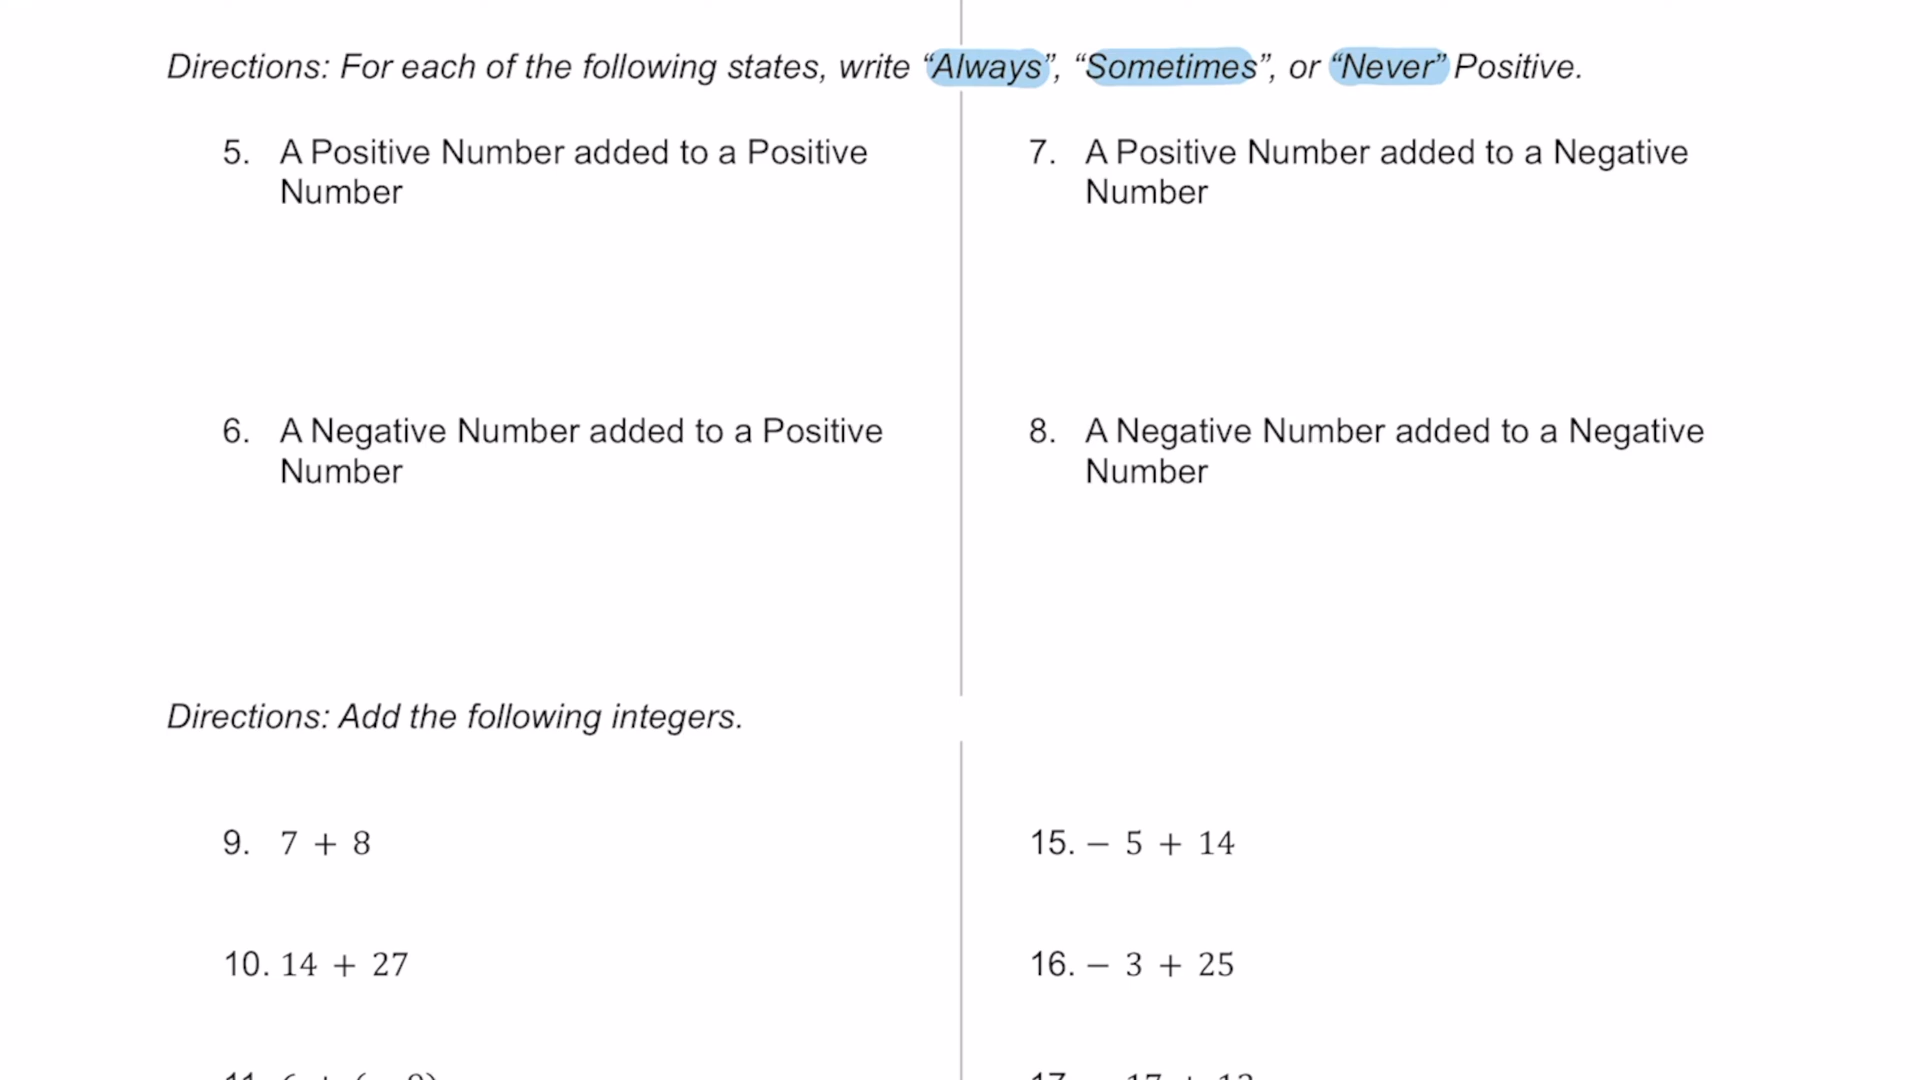 Directions: For each of the following states, write “Always”, “Sometimes”, or “Never” Positive.
5. A Positive Number added to a Positive
Number
6. A Negative Number added to a Positive
Number
7. A Positive Number added to a Negative
Number
8. A Negative Number added to a Negative
Number
Directions: Add the following integers.
9. 7 + 8
10. 14 + 27
15. − 5 + 14
16. − 3 + 25